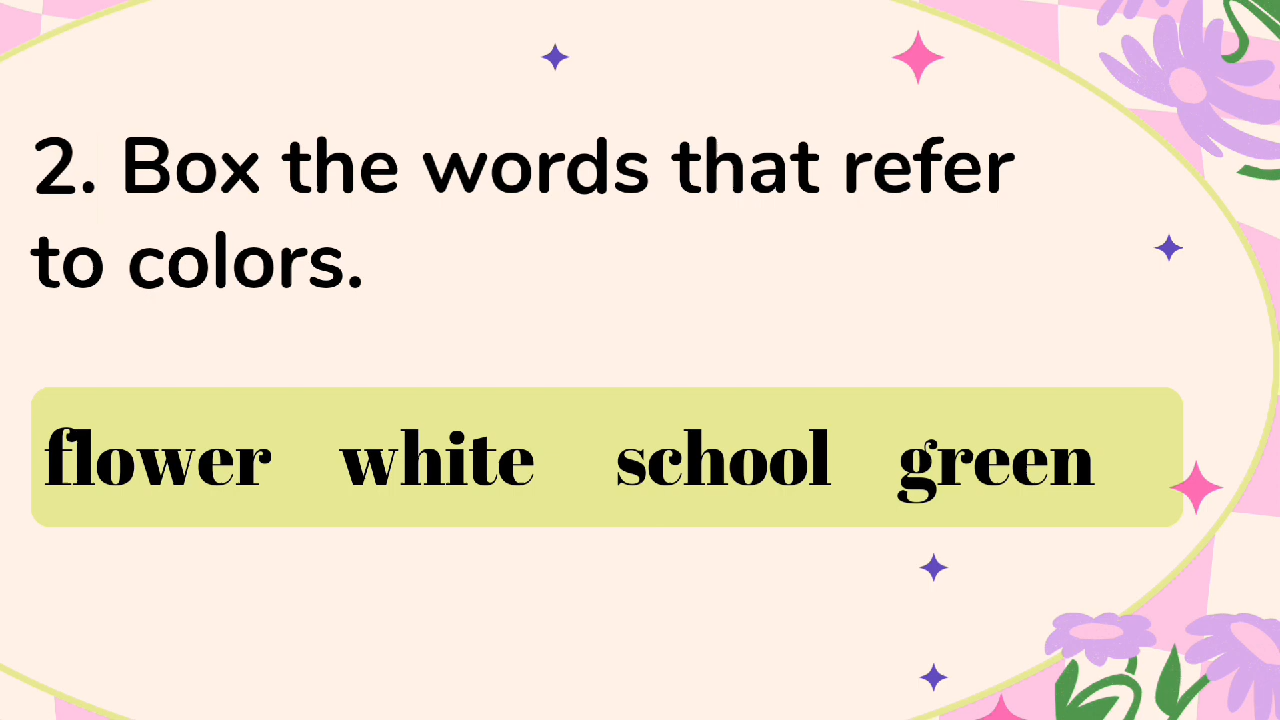 2. Box the words that refer
to colors.
flower white school green